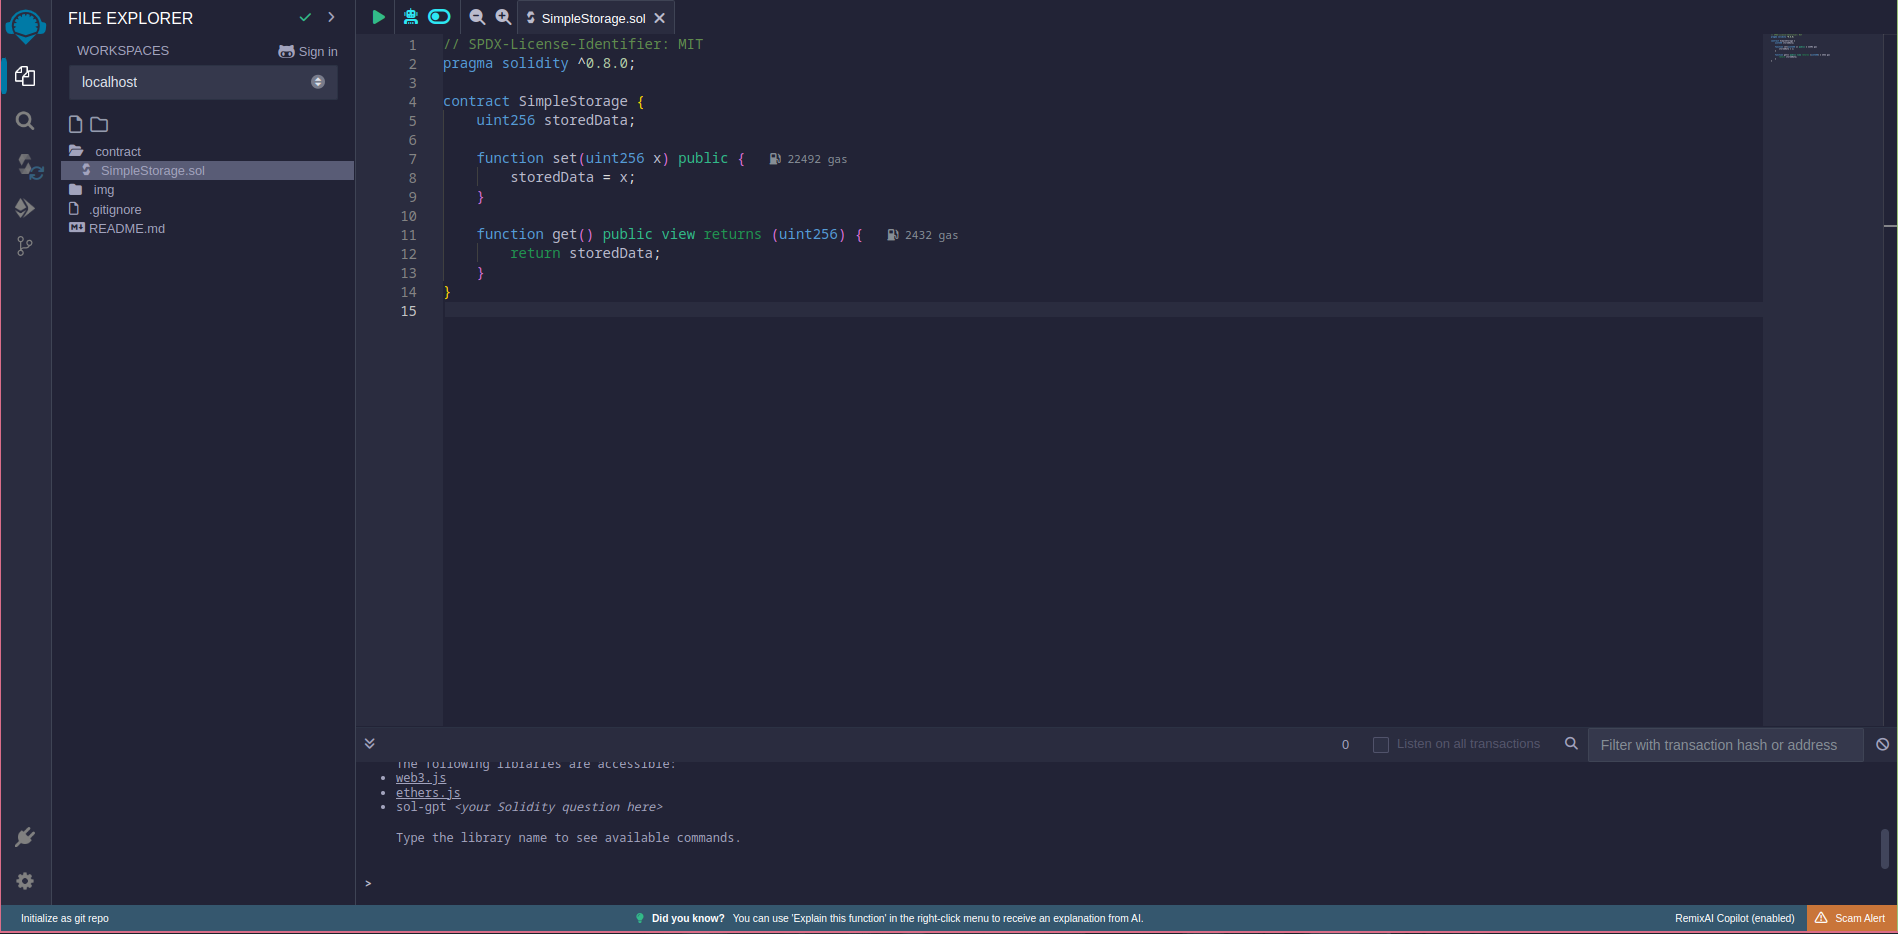 FILE EXPLORER
WORKSPACES
Sign in
localhost
contract
SimpleStorage.sol
img
.gitignore
README.md
SimpleStorage.sol
1 // SPDX-License-Identifier: MIT
2 pragma solidity ^0.8.0;
3
4 contract SimpleStorage {
5 uint256 storedData;
6
7 function set(uint256 x) public { 22492 gas
8 storedData = x;
9 }
10
11 function get() public view returns (uint256) { 2432 gas
12 return storedData;
13 }
14 }
15
0 Listen on all transactions Filter with transaction hash or address
The following libraries are accessible:
• web3.js
• ethers.js
• sol-gpt <your Solidity question here>
Type the library name to see available commands.
>
Initialize as git repo Did you know? You can use 'Explain this function' in the right-click menu to receive an explanation from AI. RemixAI Copilot (enabled) Scam Alert